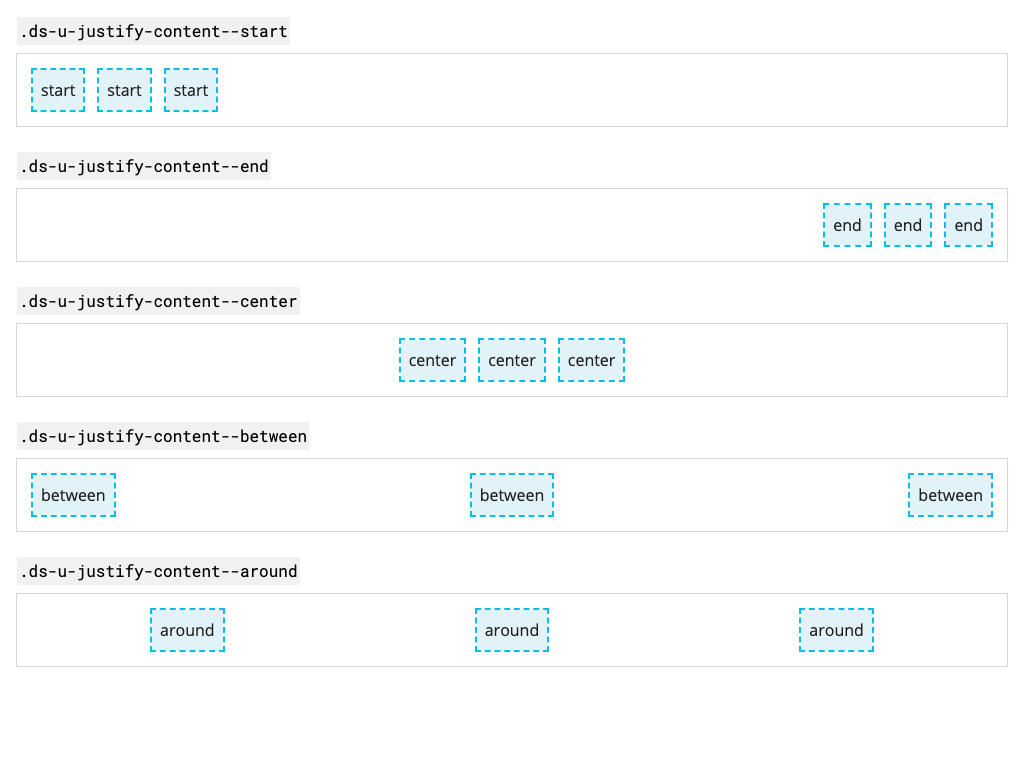 .ds-u-justify-content--start
start start start
.ds-u-justify-content--end
end end end
.ds-u-justify-content--center
center center center
.ds-u-justify-content--between
between between between
.ds-u-justify-content--around
around around around